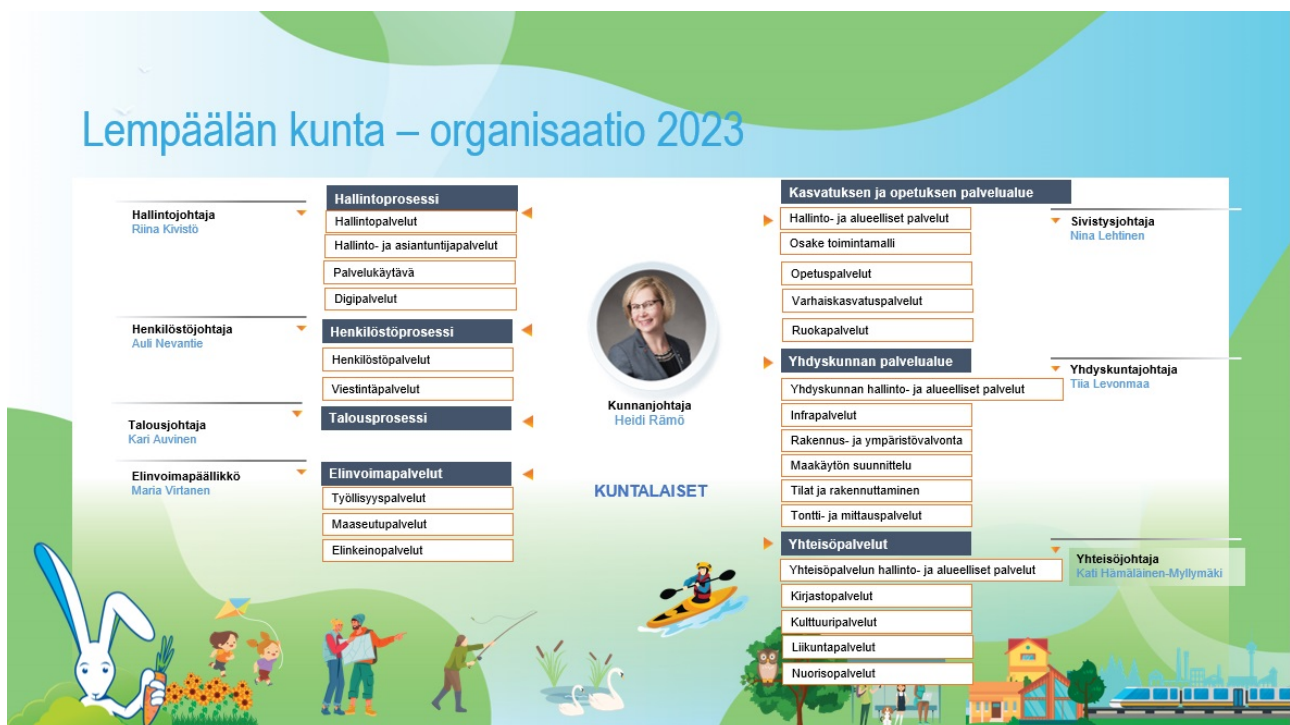 Lempäälän kunta – organisaatio 2023
Hallintojohtaja
Riina Kivistö
Hallintoprosessi
Hallintopalvelut
Hallinto- ja asiantuntijapalvelut
Palvelukäytävä
Digipalvelut
Henkilöstöjohtaja
Auli Nevantie
Henkilöstöprosessi
Henkilöstöpalvelut
Viestintäpalvelut
Talousjohtaja
Kari Auvinen
Talousprosessi
Elinvoimapäällikkö
Maria Virtanen
Elinvoimapalvelut
Työllisyyspalvelut
Maaseutupalvelut
Elinkeinopalvelut
Kunnanjohtaja
Heidi Rämö
KUNTALAISET
Kasvatuksen ja opetuksen palvelualue
Hallinto- ja alueelliset palvelut
Osake toimintamalli
Opetuspalvelut
Varhaiskasvatuspalvelut
Ruokapalvelut
Sivistysjohtaja
Nina Lehtinen
Yhdyskunnan palvelualue
Yhdyskunnan hallinto- ja alueelliset palvelut
Infrapalvelut
Rakennus- ja ympäristövalvonta
Maakäytön suunnittelu
Tilat ja rakennuttaminen
Tontti- ja mittauspalvelut
Yhdyskuntajohtaja
Tiia Levonmaa
Yhteisöpalvelut
Yhteisöpalvelun hallinto- ja alueelliset palvelut
Kirjastopalvelut
Kulttuuripalvelut
Liikuntapalvelut
Nuorisopalvelut
Yhteisöjohtaja
Kati Hämäläinen-Myllymäki